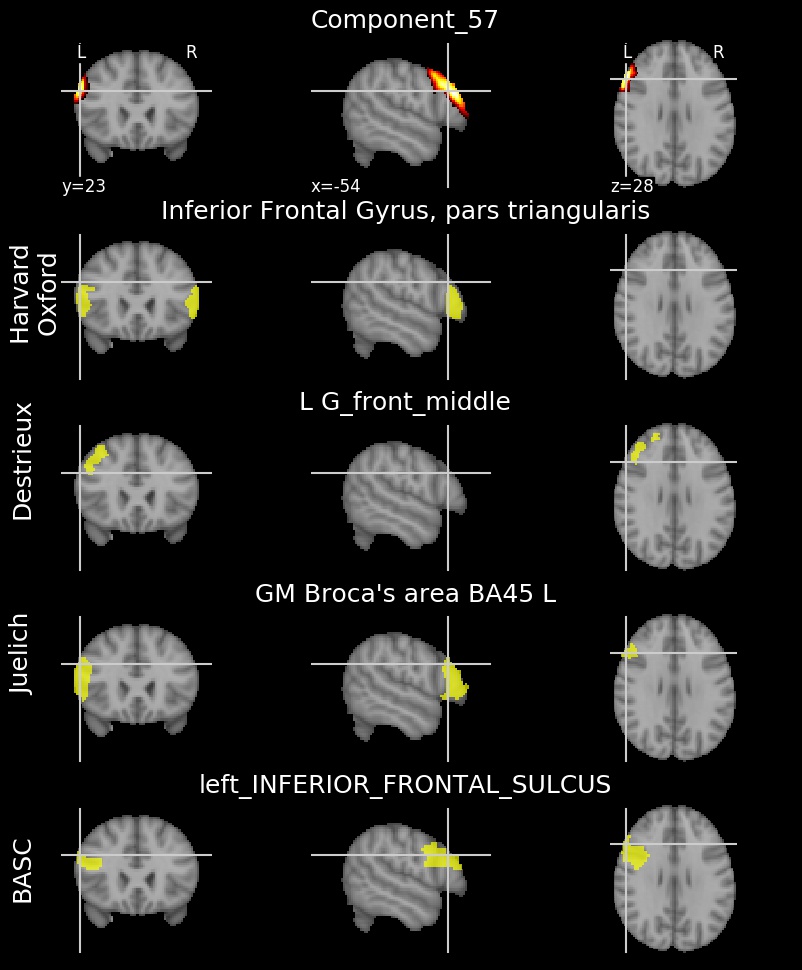 Component_57
L R L R
y=23 x=-54 z=28
Inferior Frontal Gyrus, pars triangularis
Harvard
Oxford
L G_front_middle
Destrieux
GM Broca's area BA45 L
Juelich
left_INFERIOR_FRONTAL_SULCUS
BASC